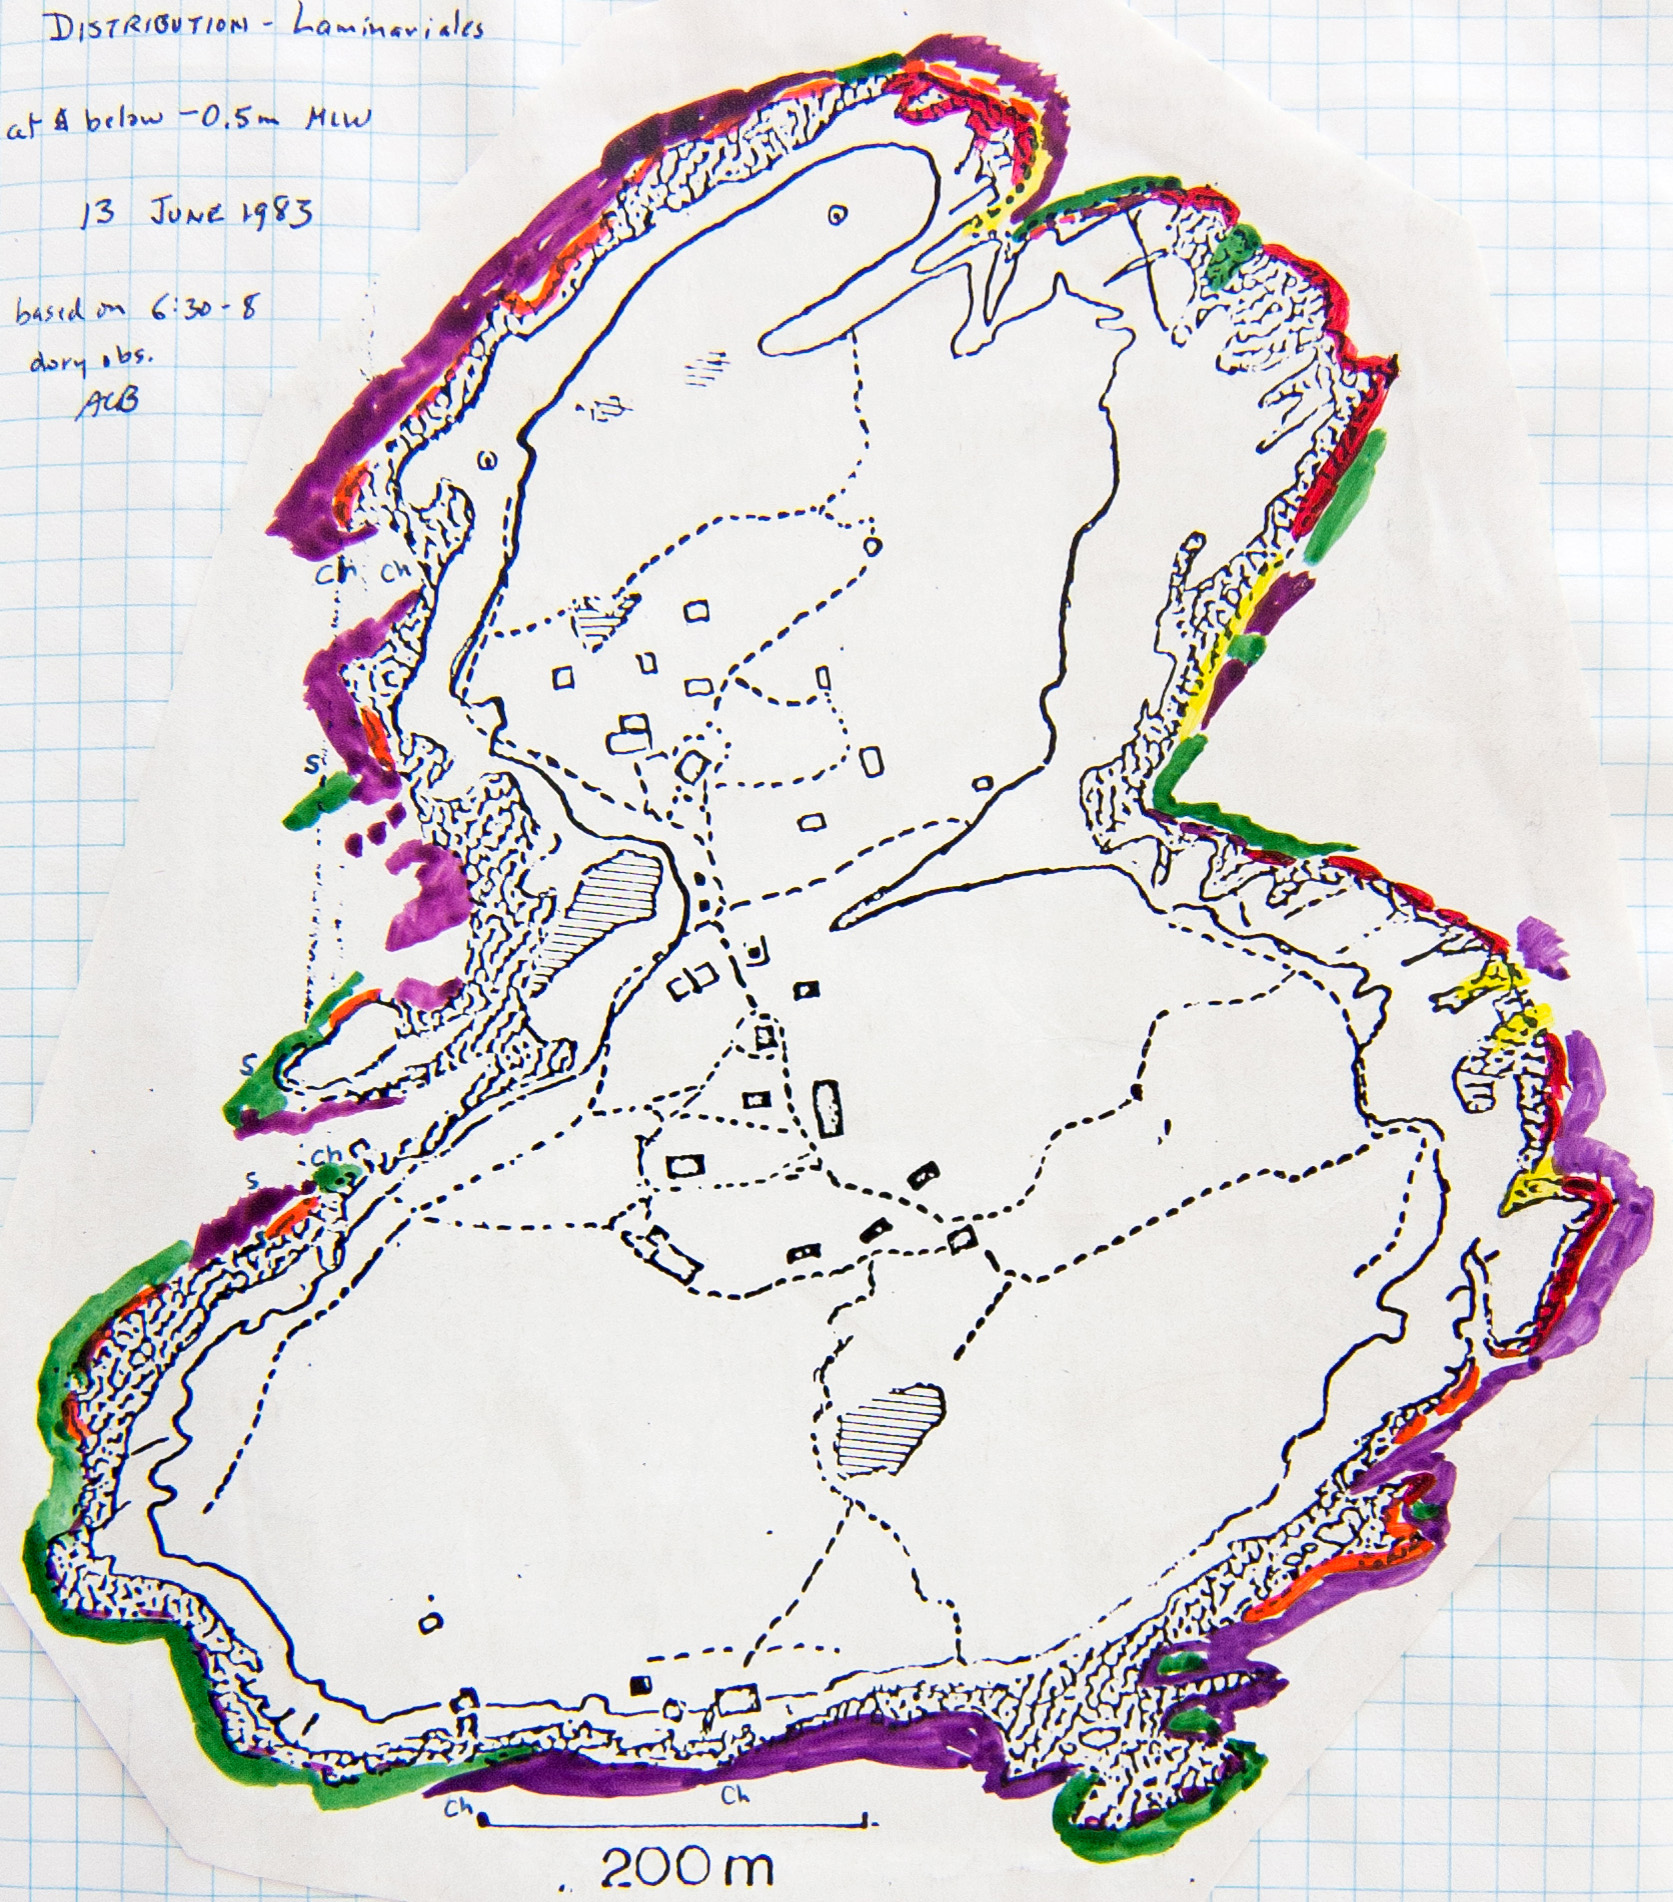 DISTRIBUTION - Laminariales
at & below -0.5m MLW
13 JUNE 1983
based on 6:30-8
dory obs.
ACB
Ch Ch
S
S
Ch
S
Ch
Ch
200 m